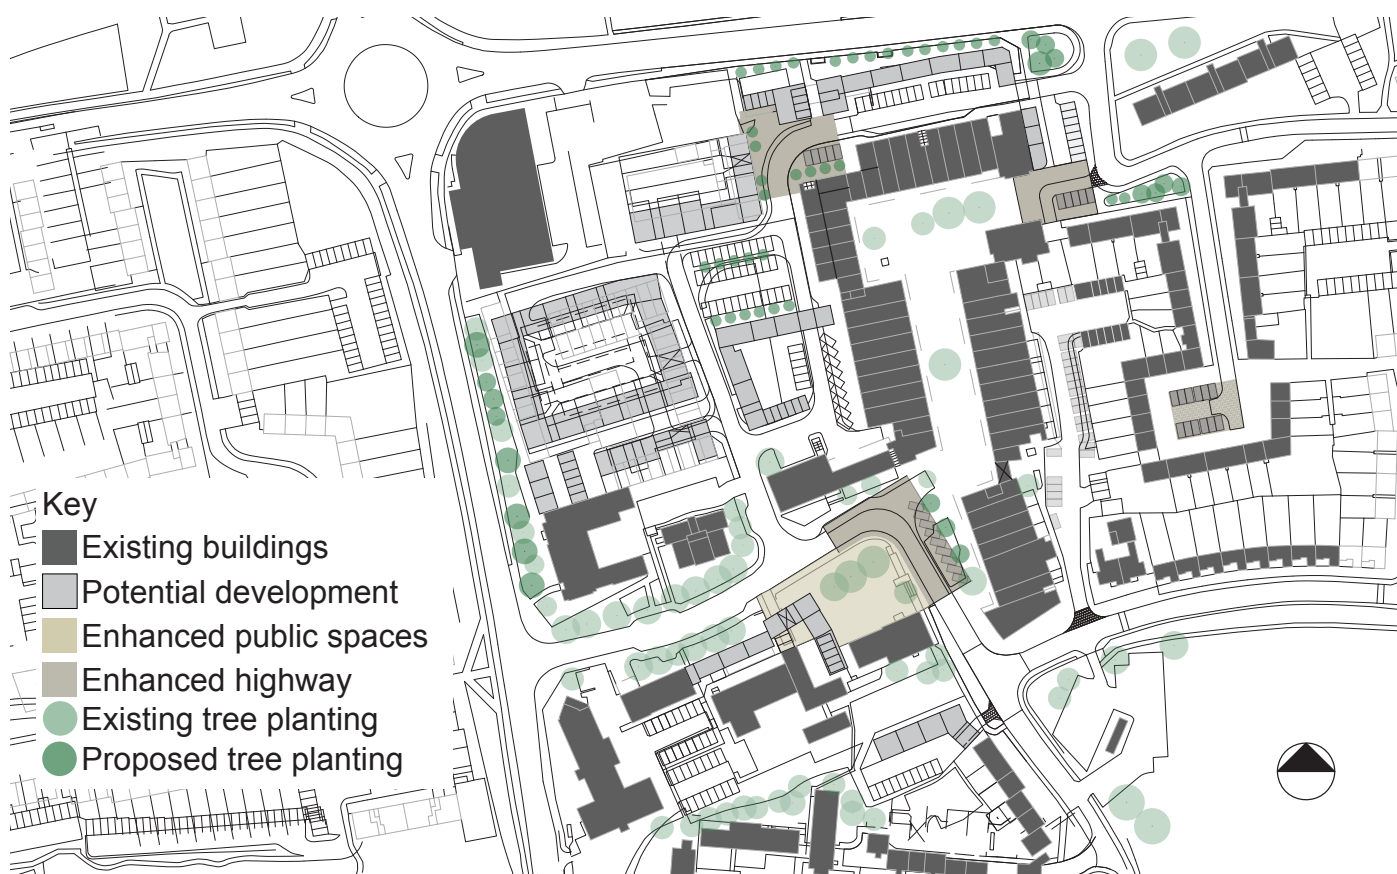 Key
Existing buildings
Potential development
Enhanced public spaces
Enhanced highway
Existing tree planting
Proposed tree planting